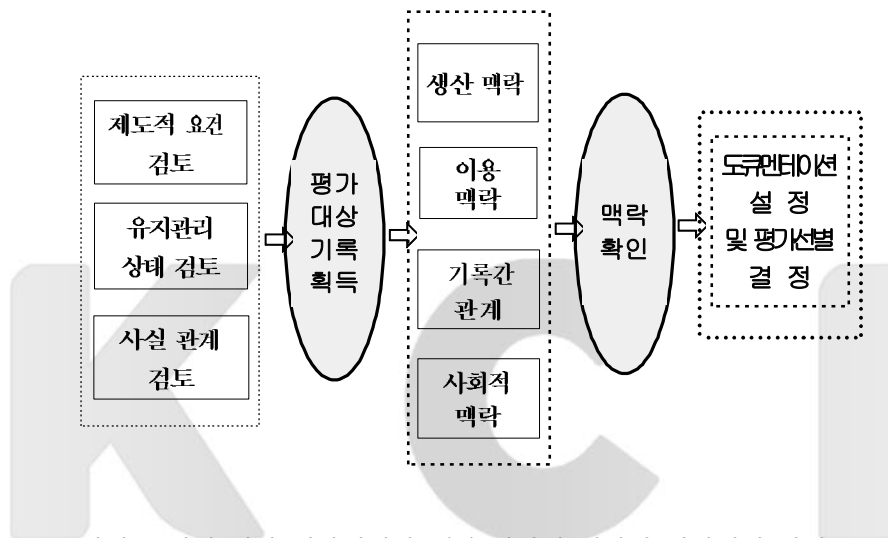 제도적 요건
검토
유지관리
상태 검토
사실 관계
검토
평가
대상
기록
획득
생산 맥락
이용
맥락
기록간
관계
사회적
맥락
맥락
확인
도큐멘테이션
설 정
및 평가선별
결 정
K C I